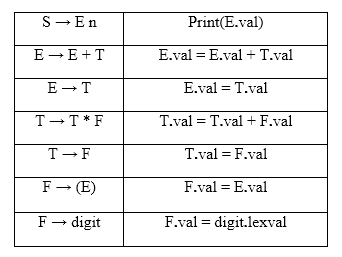 S → E n Print(E.val)
E → E + T E.val = E.val + T.val
E → T E.val = T.val
T → T * F T.val = T.val + F.val
T → F T.val = F.val
F → (E) F.val = E.val
F → digit F.val = digit.lexval